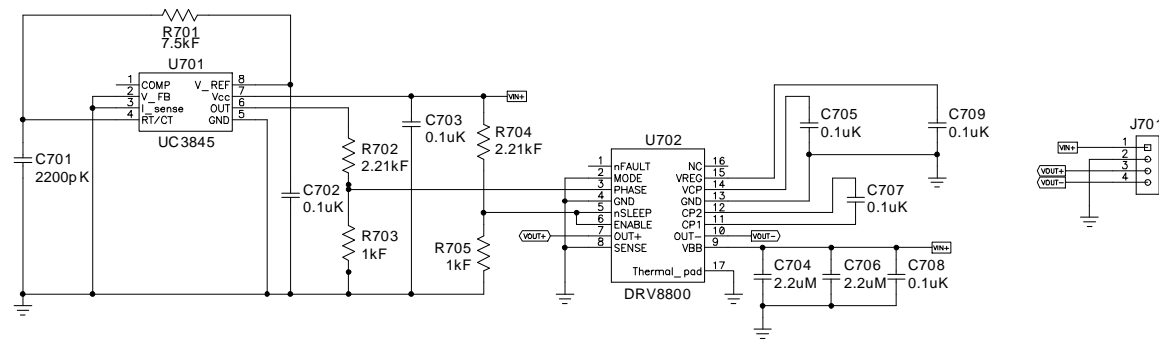 R701
7.5kF
U701
1 COMP V_REF 8
2 V_FB Vcc 7
3 I_sense OUT 6
4 RT/CT GND 5
UC3845
C701
2200pK
C702
0.1uK
R702
2.21kF
R703
1kF
C703
0.1uK
R704
2.21kF
R705
1kF
VIN+
U702
1 nFAULT NC 16
2 MODE VREG 15
3 PHASE VCP 14
4 GND GND 13
5 nSLEEP CP2 12
6 ENABLE CP1 11
7 OUT+ OUT- 10
8 SENSE VBB 9
Thermal_pad 17
DRV8800
VOUT+
VOUT-
C705
0.1uK
C709
0.1uK
C707
0.1uK
VIN+
C704
2.2uM
C706
2.2uM
C708
0.1uK
J701
VIN+ 1
2
VOUT+ 3
VOUT- 4